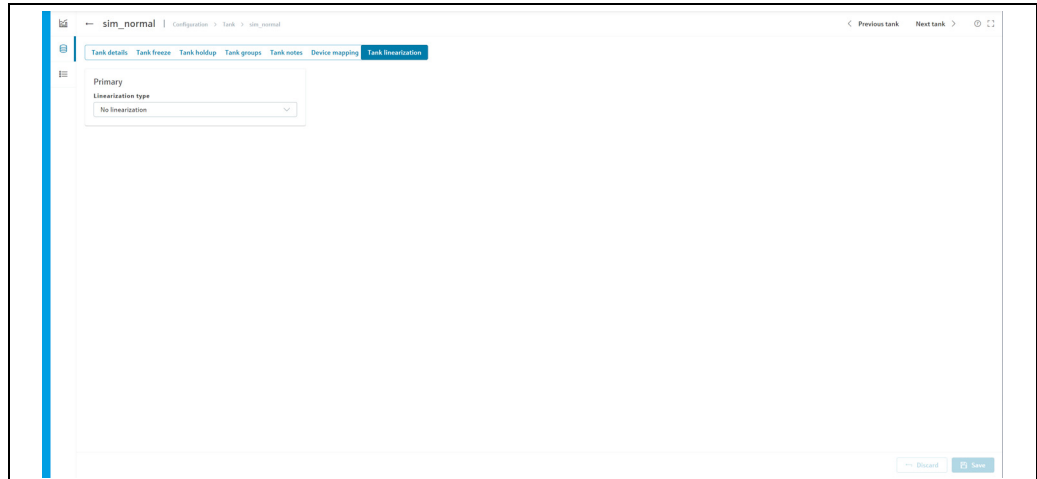 ← sim_normal | Configuration > Tank > sim_normal
< Previous tank Next tank >
Tank details Tank freeze Tank holdup Tank groups Tank notes Device mapping Tank linearization
Primary
Linearization type
No linearization
Discard Save